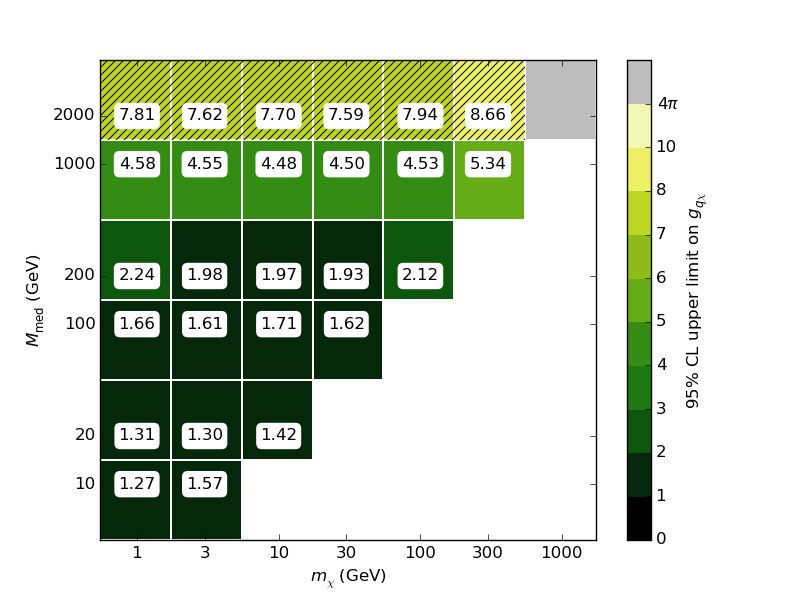 2000 7.81 7.62 7.70 7.59 7.94 8.66
1000 4.58 4.55 4.48 4.50 4.53 5.34
200 2.24 1.98 1.97 1.93 2.12
100 1.66 1.61 1.71 1.62
20 1.31 1.30 1.42
10 1.27 1.57
1 3 10 30 100 300 1000
m_χ (GeV)
M_med (GeV)
4π
10
8
7
6
5
4
3
2
1
0
95% CL upper limit on g_qχ